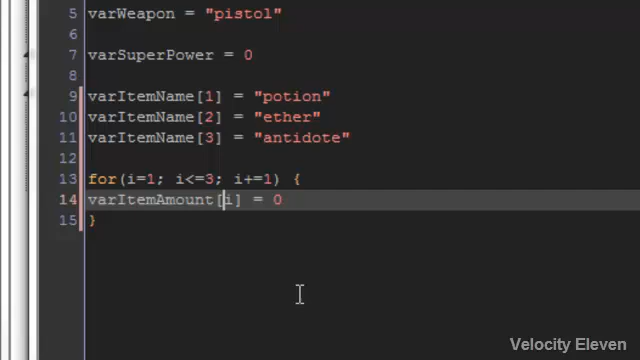 5 varWeapon = "pistol"
6
7 varSuperPower = 0
8
9 varItemName[1] = "potion"
10 varItemName[2] = "ether"
11 varItemName[3] = "antidote"
12
13 for(i=1; i<=3; i+=1) {
14 varItemAmount[i] = 0
15 }
Velocity Eleven